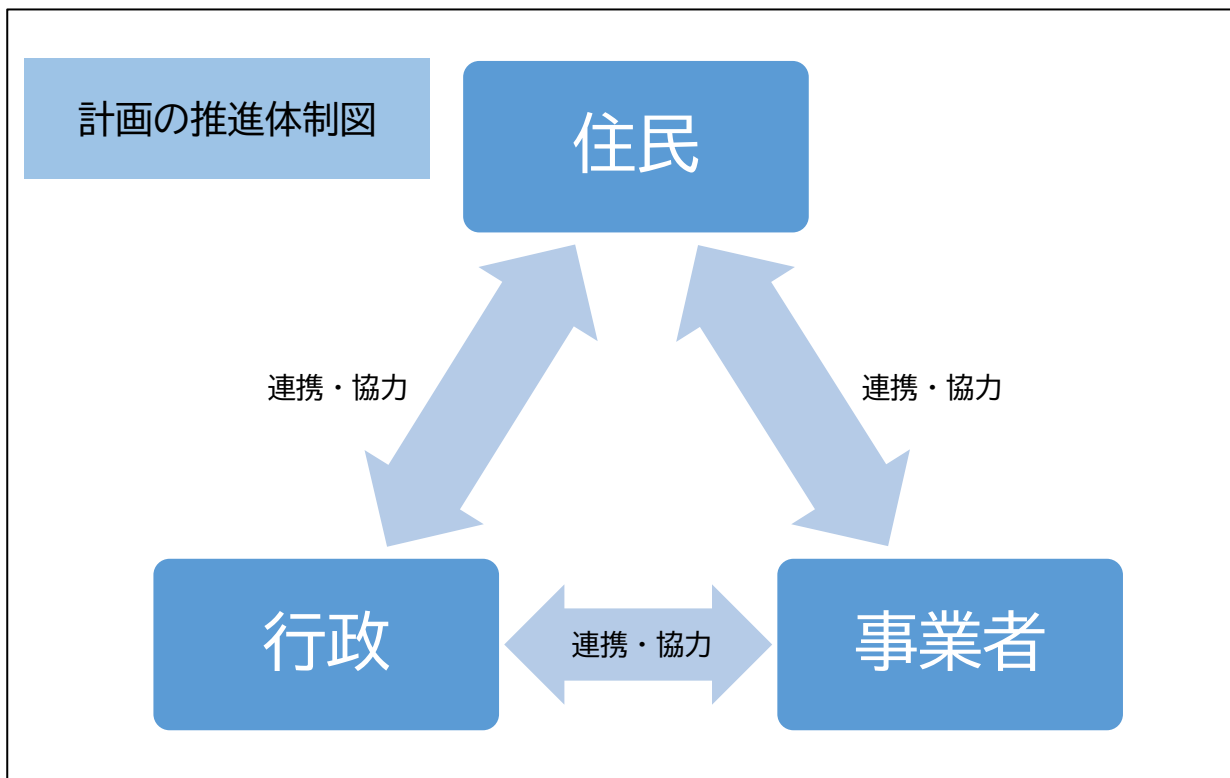 計画の推進体制図
住民
連携・協力
連携・協力
行政
連携・協力
事業者